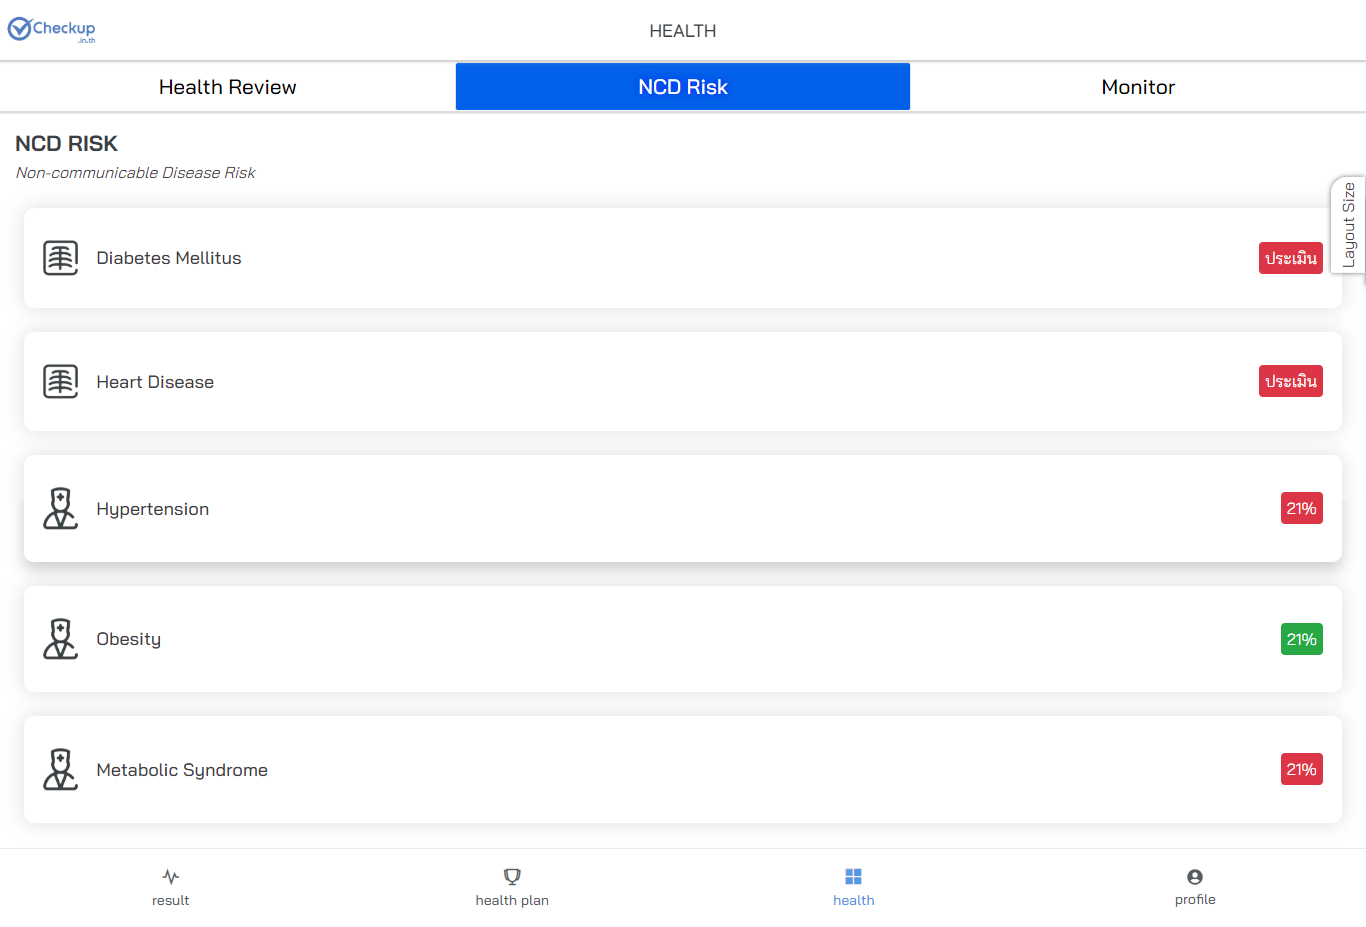 Checkup
.in.th
HEALTH
Health Review
NCD Risk
Monitor
NCD RISK
Non-communicable Disease Risk
Layout Size
Diabetes Mellitus
ประเมิน
Heart Disease
ประเมิน
Hypertension
21%
Obesity
21%
Metabolic Syndrome
21%
result
health plan
health
profile